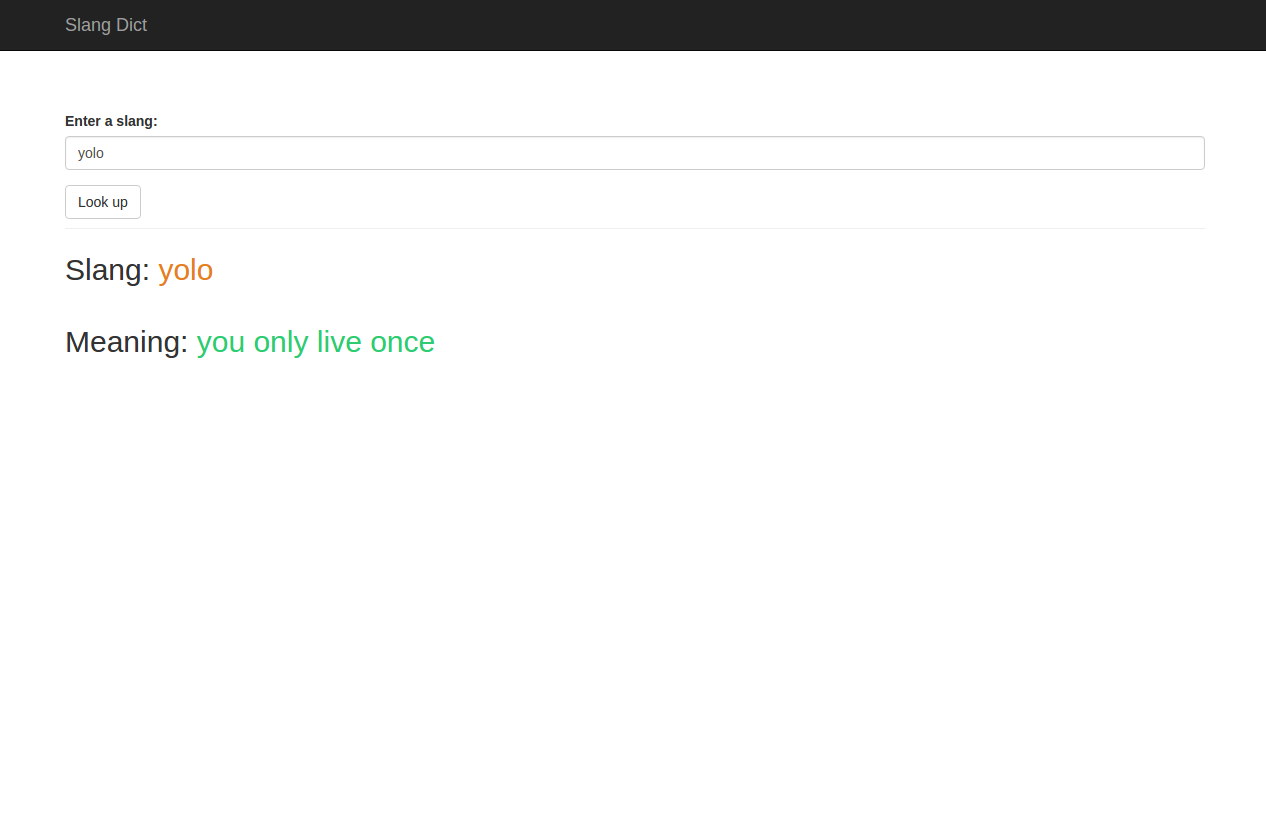 Slang Dict
Enter a slang:
yolo
Look up
Slang: yolo
Meaning: you only live once